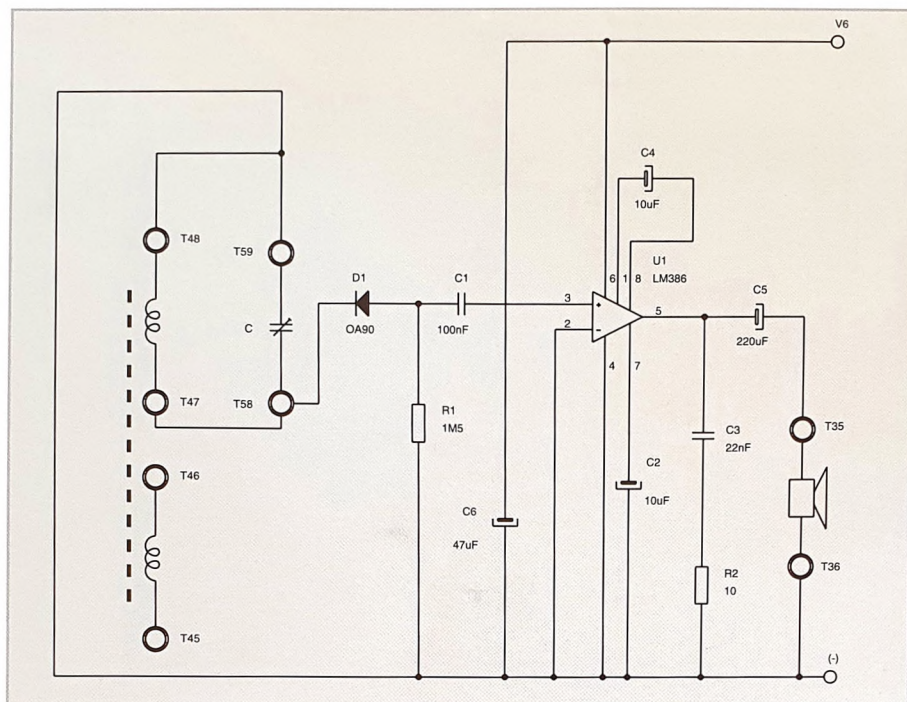 V6
C4
10uF
T48
T59
U1
LM386
6
1
8
D1
C1
C5
3
C
OA90
100nF
2
5
220uF
4
7
T47
T58
R1
1M5
T35
C3
22nF
T46
C2
10uF
C6
47uF
R2
10
T36
T45
(-)